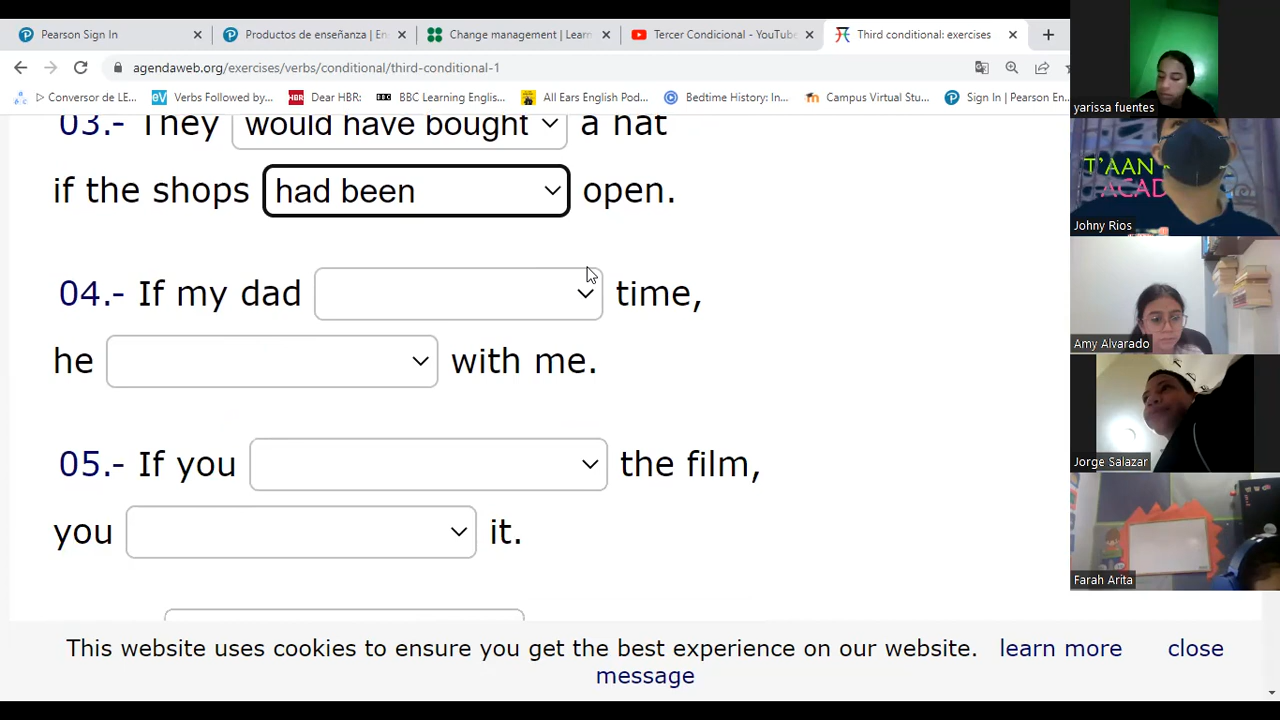 Pearson Sign In
Productos de enseñanza | En
Change management | Learn
Tercer Condicional - YouTube
Third conditional: exercises
agendaweb.org/exercises/verbs/conditional/third-conditional-1
▷ Conversor de LE...
Verbs Followed by...
Dear HBR:
BBC Learning Englis...
All Ears English Pod...
Bedtime History: In...
Campus Virtual Stu...
Sign In | Pearson En...
03.- They would have bought a hat
if the shops had been open.
04.- If my dad time,
he with me.
05.- If you the film,
you it.
This website uses cookies to ensure you get the best experience on our website. learn more close
message
yarissa fuentes
T'AAN
ACAD
Johny Rios
Amy Alvarado
Jorge Salazar
Farah Arita